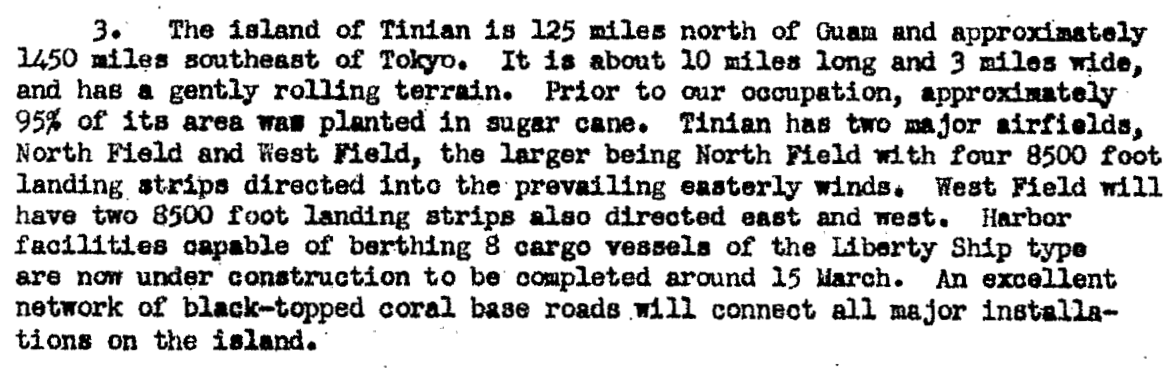 3. The island of Tinian is 125 miles north of Guam and approximately
1450 miles southeast of Tokyo. It is about 10 miles long and 3 miles wide,
and has a gently rolling terrain. Prior to our occupation, approximately
95% of its area was planted in sugar cane. Tinian has two major airfields,
North Field and West Field, the larger being North Field with four 8500 foot
landing strips directed into the prevailing easterly winds. West Field will
have two 8500 foot landing strips also directed east and west. Harbor
facilities capable of berthing 8 cargo vessels of the Liberty Ship type
are now under construction to be completed around 15 March. An excellent
network of black-topped coral base roads will connect all major installa-
tions on the island.